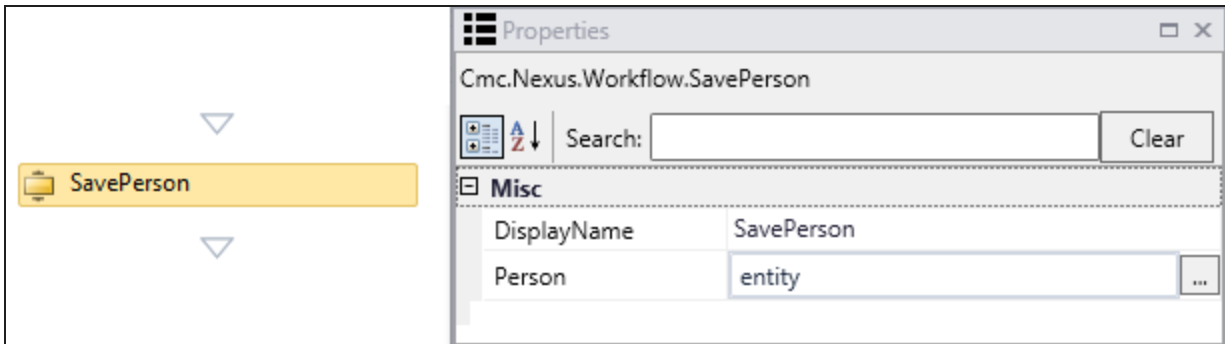 SavePerson
Properties
Cmc.Nexus.Workflow.SavePerson
A Z Search: Clear
Misc
DisplayName SavePerson
Person entity ...